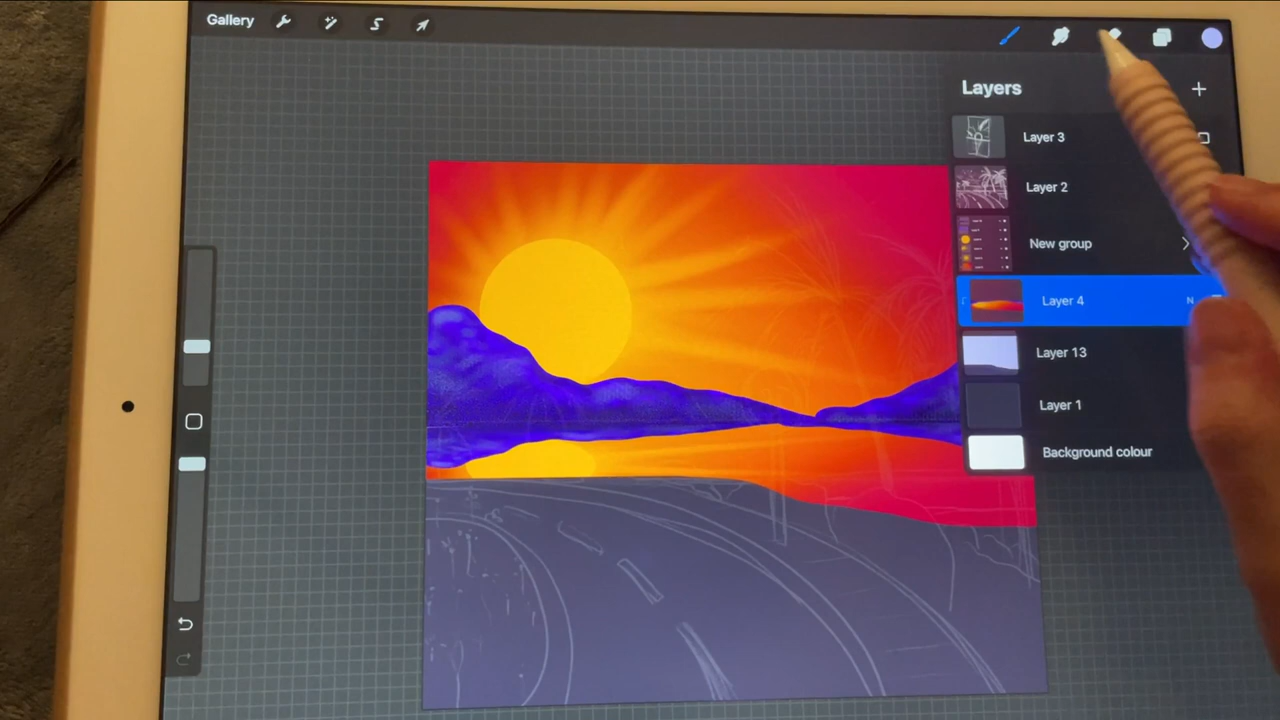 Gallery
Layers
Layer 3
Layer 2
New group
Layer 4 N
Layer 13
Layer 1
Background colour